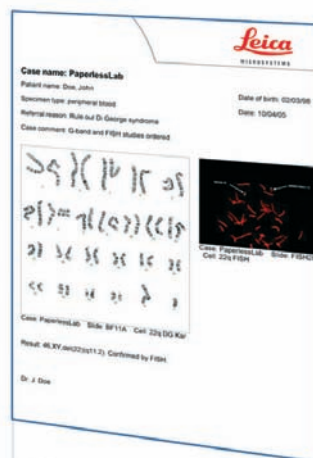 Leica
MICROSYSTEMS
Case name: PaperlessLab
Patient name: Doe, John
Date of birth: 02/03/98
Specimen type: peripheral blood
Date: 10/04/05
Referral reason: Rule out Di George syndrome
Case comment: G-band and FISH studies ordered
Case: PaperlessLab Slide: FISH
Cell: 22q FISH
Case: PaperlessLab Slide: BF11A Cell: 22q DG Kar
Result: 46,XY,del(22)(q11.2). Confirmed by FISH.
Dr. J. Doe